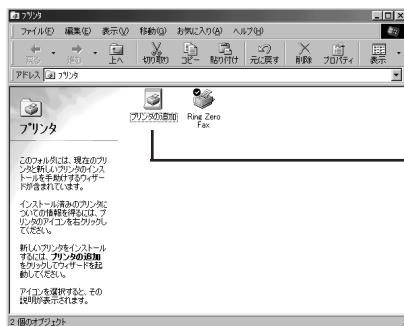 プリンタ
ファイル(F) 編集(E) 表示(V) 移動(G) お気に入り(A) ヘルプ(H)
戻る 進む 上へ 切り取り コピー 貼り付け 元に戻す 削除 プロパティ 表示
アドレス プリンタ
プリンタ
このフォルダには、現在のプリ
ンタと新しいプリンタのインス
トールを手助けするウィザー
ドが含まれています。
インストール済みのプリンタに
ついての情報を得るには、プ
リンタのアイコンを右クリックし
てください。
新しいプリンタをインストール
するには、プリンタの追加
をクリックしてウィザードを起
動してください。
アイコンを選択すると、その
説明が表示されます。
プリンタの追加
Ring Zero
Fax
2 個のオブジェクト